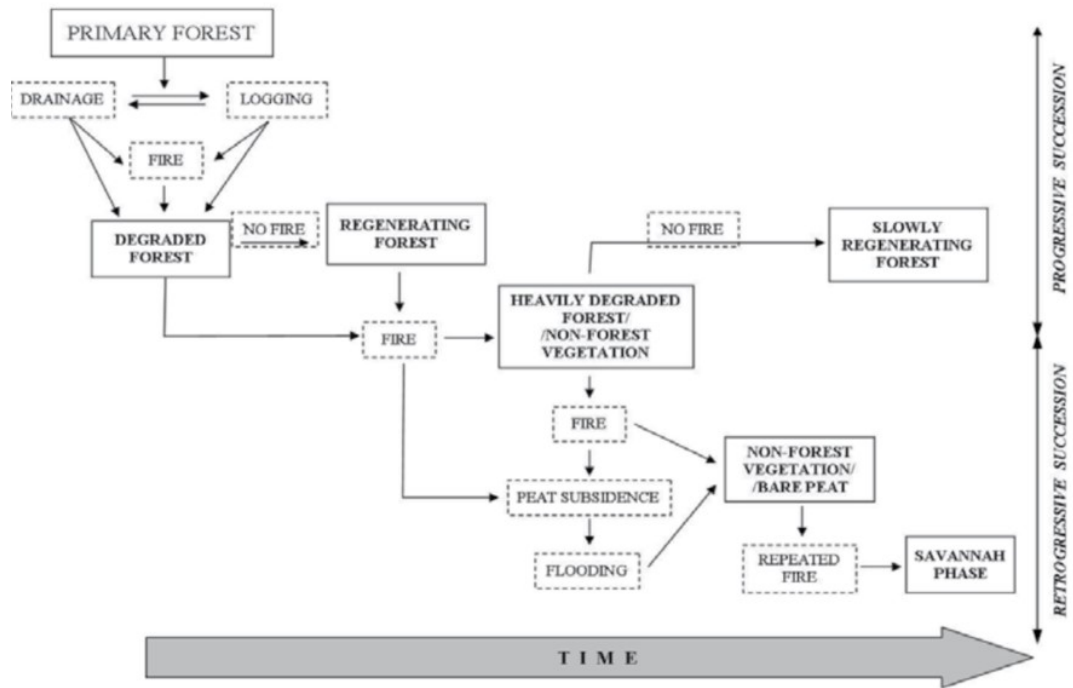 PRIMARY FOREST
DRAINAGE
LOGGING
FIRE
DEGRADED
FOREST
NO FIRE
REGENERATING
FOREST
NO FIRE
SLOWLY
REGENERATING
FOREST
FIRE
HEAVILY DEGRADED
FOREST/
/NON-FOREST
VEGETATION
FIRE
NON-FOREST
VEGETATION/
/BARE PEAT
PEAT SUBSIDENCE
FLOODING
REPEATED
FIRE
SAVANNAH
PHASE
PROGRESSIVE SUCCESSION
RETROGRESSIVE SUCCESSION
TIME